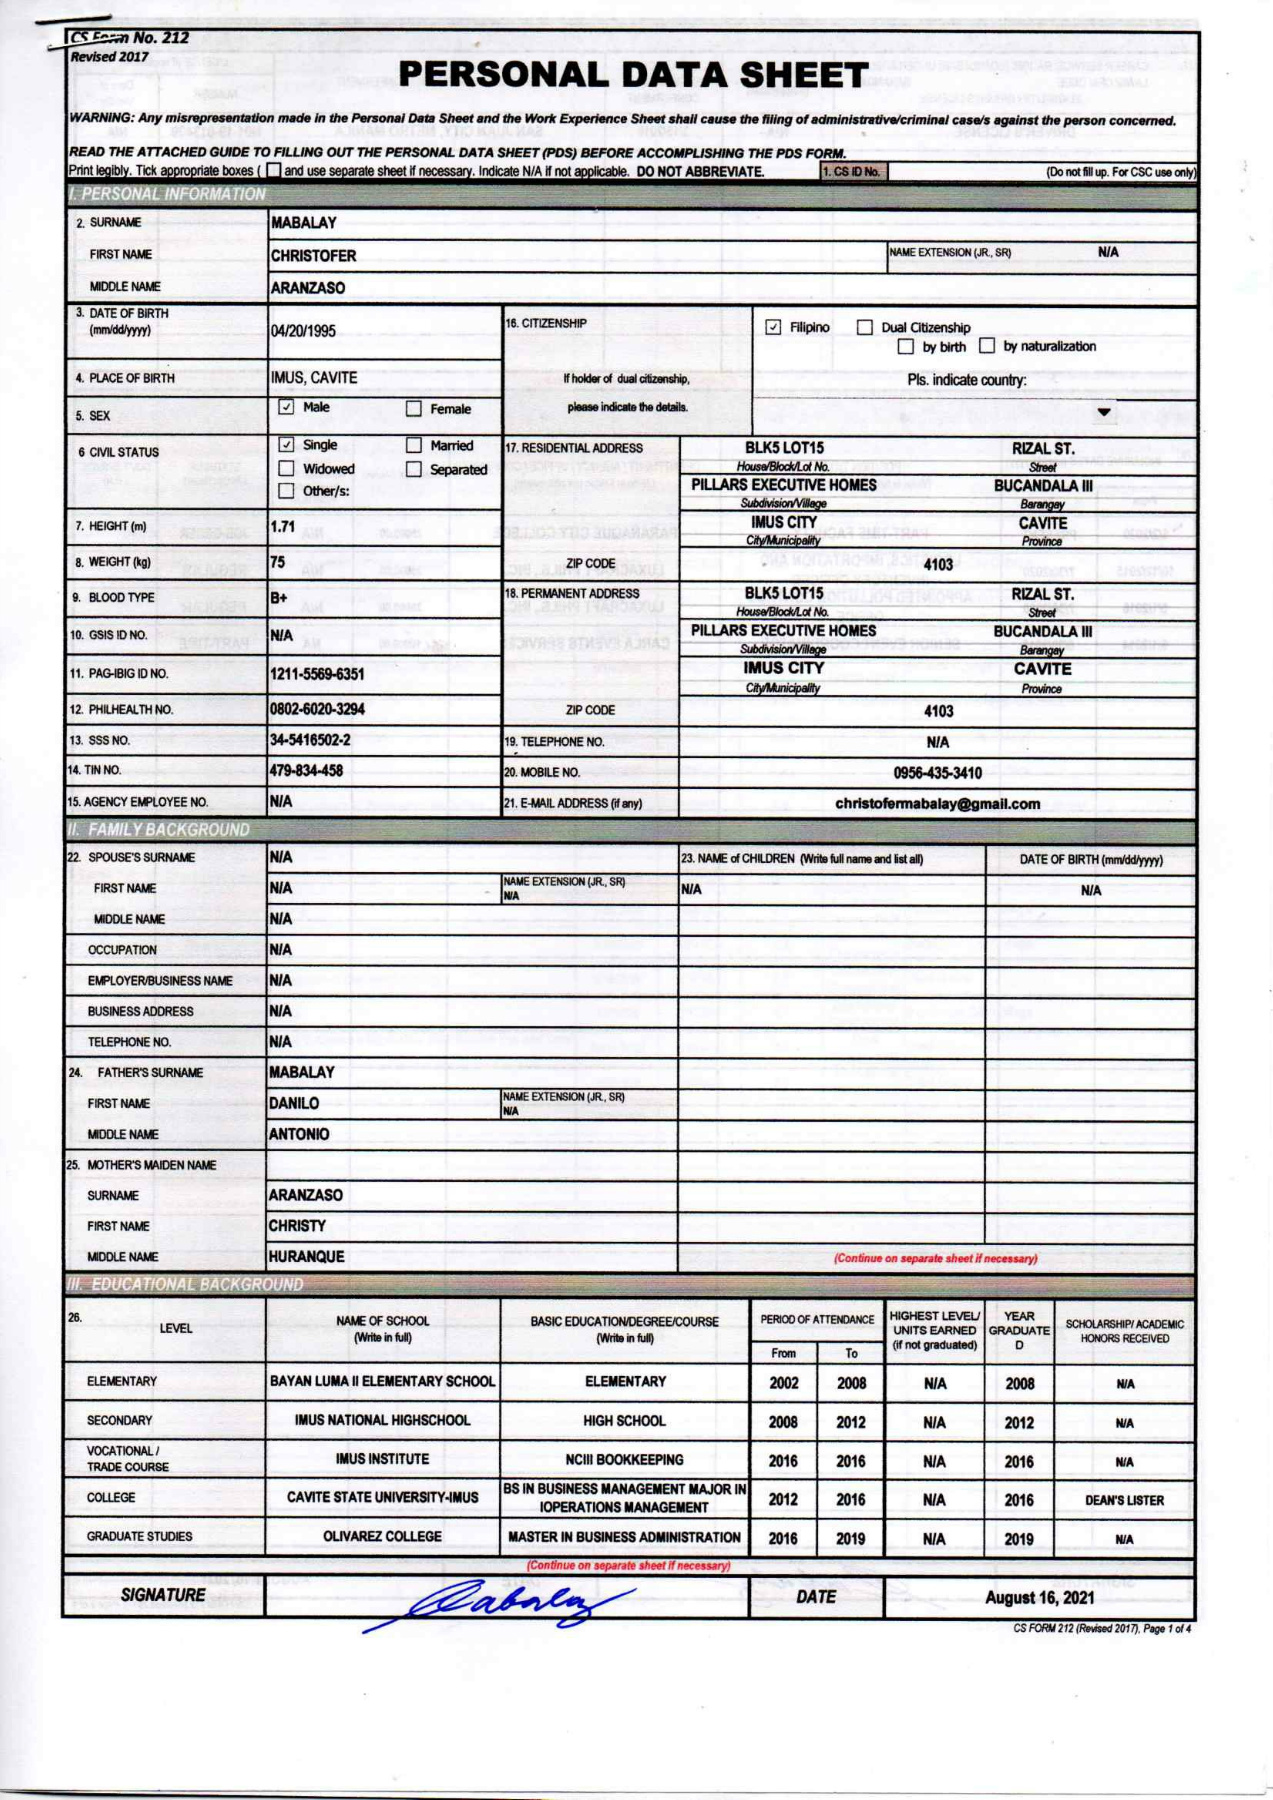 CS Form No. 212
Revised 2017
PERSONAL DATA SHEET
WARNING: Any misrepresentation made in the Personal Data Sheet and the Work Experience Sheet shall cause the filing of administrative/criminal case/s against the person concerned.
READ THE ATTACHED GUIDE TO FILLING OUT THE PERSONAL DATA SHEET (PDS) BEFORE ACCOMPLISHING THE PDS FORM.
Print legibly. Tick appropriate boxes ( ☐ and use separate sheet if necessary. Indicate N/A if not applicable. DO NOT ABBREVIATE. 1. CS ID No. (Do not fill up. For CSC use only)
I. PERSONAL INFORMATION
2. SURNAME MABALAY
FIRST NAME CHRISTOFER NAME EXTENSION (JR., SR) N/A
MIDDLE NAME ARANZASO
3. DATE OF BIRTH (mm/dd/yyyy) 04/20/1995
16. CITIZENSHIP ☑ Filipino ☐ Dual Citizenship
☐ by birth ☐ by naturalization
4. PLACE OF BIRTH IMUS, CAVITE
If holder of dual citizenship, Pls. indicate country:
5. SEX ☑ Male ☐ Female
please indicate the details.
6 CIVIL STATUS ☑ Single ☐ Married
☐ Widowed ☐ Separated
☐ Other/s:
17. RESIDENTIAL ADDRESS BLK5 LOT15 RIZAL ST.
House/Block/Lot No. Street
PILLARS EXECUTIVE HOMES BUCANDALA III
Subdivision/Village Barangay
7. HEIGHT (m) 1.71 IMUS CITY CAVITE
City/Municipality Province
8. WEIGHT (kg) 75 ZIP CODE 4103
9. BLOOD TYPE B+ 18. PERMANENT ADDRESS BLK5 LOT15 RIZAL ST.
House/Block/Lot No. Street
10. GSIS ID NO. N/A PILLARS EXECUTIVE HOMES BUCANDALA III
Subdivision/Village Barangay
11. PAG-IBIG ID NO. 1211-5569-6351 IMUS CITY CAVITE
City/Municipality Province
12. PHILHEALTH NO. 0802-6020-3294 ZIP CODE 4103
13. SSS NO. 34-5416502-2 19. TELEPHONE NO. N/A
14. TIN NO. 479-834-458 20. MOBILE NO. 0956-435-3410
15. AGENCY EMPLOYEE NO. N/A 21. E-MAIL ADDRESS (if any) christofermabalay@gmail.com
II. FAMILY BACKGROUND
22. SPOUSE'S SURNAME N/A 23. NAME of CHILDREN (Write full name and list all) DATE OF BIRTH (mm/dd/yyyy)
FIRST NAME N/A NAME EXTENSION (JR., SR) N/A N/A N/A
MIDDLE NAME N/A
OCCUPATION N/A
EMPLOYER/BUSINESS NAME N/A
BUSINESS ADDRESS N/A
TELEPHONE NO. N/A
24. FATHER'S SURNAME MABALAY
FIRST NAME DANILO NAME EXTENSION (JR., SR) N/A
MIDDLE NAME ANTONIO
25. MOTHER'S MAIDEN NAME
SURNAME ARANZASO
FIRST NAME CHRISTY
MIDDLE NAME HURANQUE (Continue on separate sheet if necessary)
III. EDUCATIONAL BACKGROUND
26. LEVEL NAME OF SCHOOL (Write in full) BASIC EDUCATION/DEGREE/COURSE (Write in full) PERIOD OF ATTENDANCE From To HIGHEST LEVEL/ UNITS EARNED (if not graduated) YEAR GRADUATE D SCHOLARSHIP/ ACADEMIC HONORS RECEIVED
ELEMENTARY BAYAN LUMA II ELEMENTARY SCHOOL ELEMENTARY 2002 2008 N/A 2008 N/A
SECONDARY IMUS NATIONAL HIGHSCHOOL HIGH SCHOOL 2008 2012 N/A 2012 N/A
VOCATIONAL / TRADE COURSE IMUS INSTITUTE NCIII BOOKKEEPING 2016 2016 N/A 2016 N/A
COLLEGE CAVITE STATE UNIVERSITY-IMUS BS IN BUSINESS MANAGEMENT MAJOR IN IOPERATIONS MANAGEMENT 2012 2016 N/A 2016 DEAN'S LISTER
GRADUATE STUDIES OLIVAREZ COLLEGE MASTER IN BUSINESS ADMINISTRATION 2016 2019 N/A 2019 N/A
(Continue on separate sheet if necessary)
SIGNATURE DATE August 16, 2021
CS FORM 212 (Revised 2017), Page 1 of 4